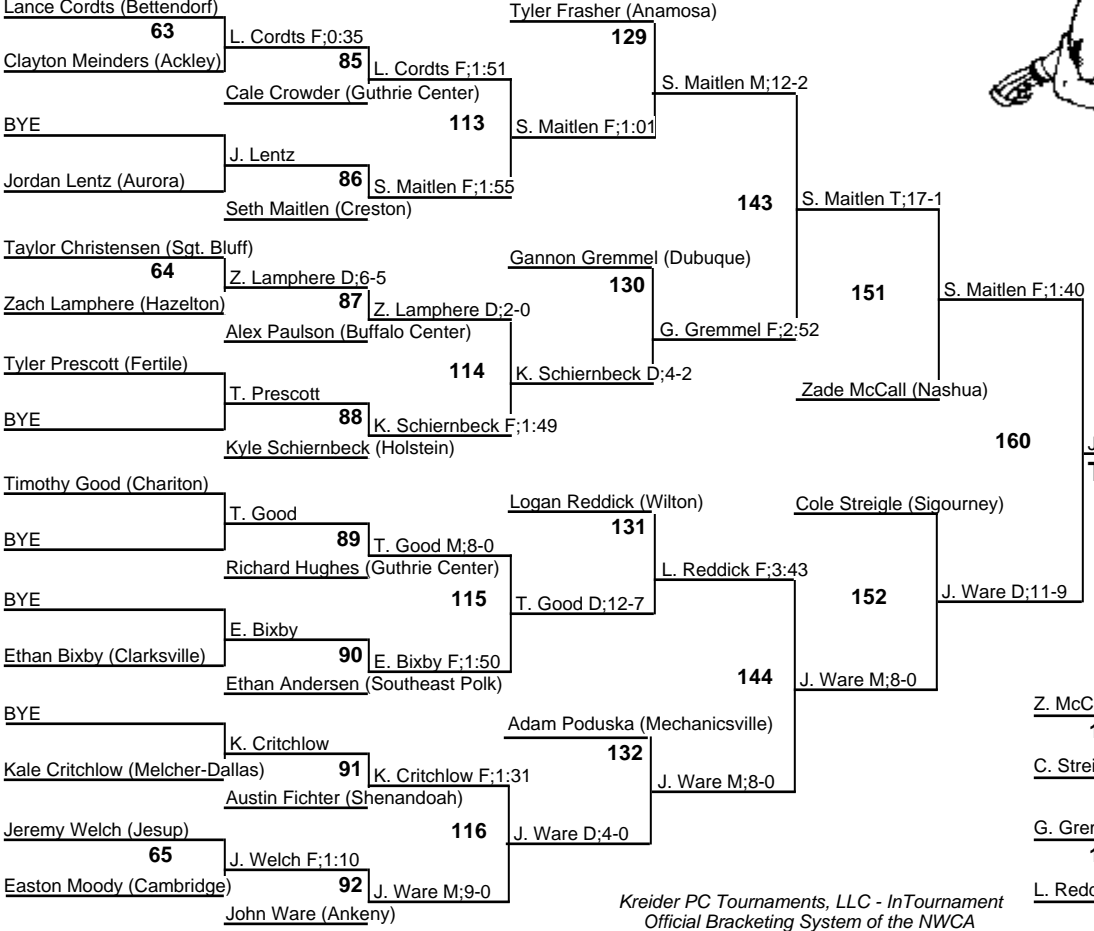 Lance Cordts (Bettendorf)
63
Clayton Meinders (Ackley)
L. Cordts F;0:35
85
Cale Crowder (Guthrie Center)
L. Cordts F;1:51
BYE
Jordan Lentz (Aurora)
J. Lentz
86
Seth Maitlen (Creston)
S. Maitlen F;1:55
113
S. Maitlen F;1:01
Tyler Frasher (Anamosa)
129
S. Maitlen M;12-2
Taylor Christensen (Sgt. Bluff)
64
Zach Lamphere (Hazelton)
Z. Lamphere D;6-5
87
Alex Paulson (Buffalo Center)
Z. Lamphere D;2-0
Tyler Prescott (Fertile)
BYE
T. Prescott
88
Kyle Schiernbeck (Holstein)
K. Schiernbeck F;1:49
114
K. Schiernbeck D;4-2
Gannon Gremmel (Dubuque)
130
G. Gremmel F;2:52
143
S. Maitlen T;17-1
151
Zade McCall (Nashua)
S. Maitlen F;1:40
Timothy Good (Chariton)
BYE
T. Good
89
Richard Hughes (Guthrie Center)
T. Good M;8-0
BYE
Ethan Bixby (Clarksville)
E. Bixby
90
Ethan Andersen (Southeast Polk)
E. Bixby F;1:50
115
T. Good D;12-7
Logan Reddick (Wilton)
131
L. Reddick F;3:43
BYE
Kale Critchlow (Melcher-Dallas)
K. Critchlow
91
Austin Fichter (Shenandoah)
K. Critchlow F;1:31
Jeremy Welch (Jesup)
65
Easton Moody (Cambridge)
J. Welch F;1:10
92
John Ware (Ankeny)
J. Ware M;9-0
116
J. Ware D;4-0
Adam Poduska (Mechanicsville)
132
J. Ware M;8-0
144
J. Ware M;8-0
Cole Streigle (Sigourney)
152
J. Ware D;11-9
160
Z. McC
C. Strei
G. Grem
L. Redd
Kreider PC Tournaments, LLC - InTournament
Official Bracketing System of the NWCA